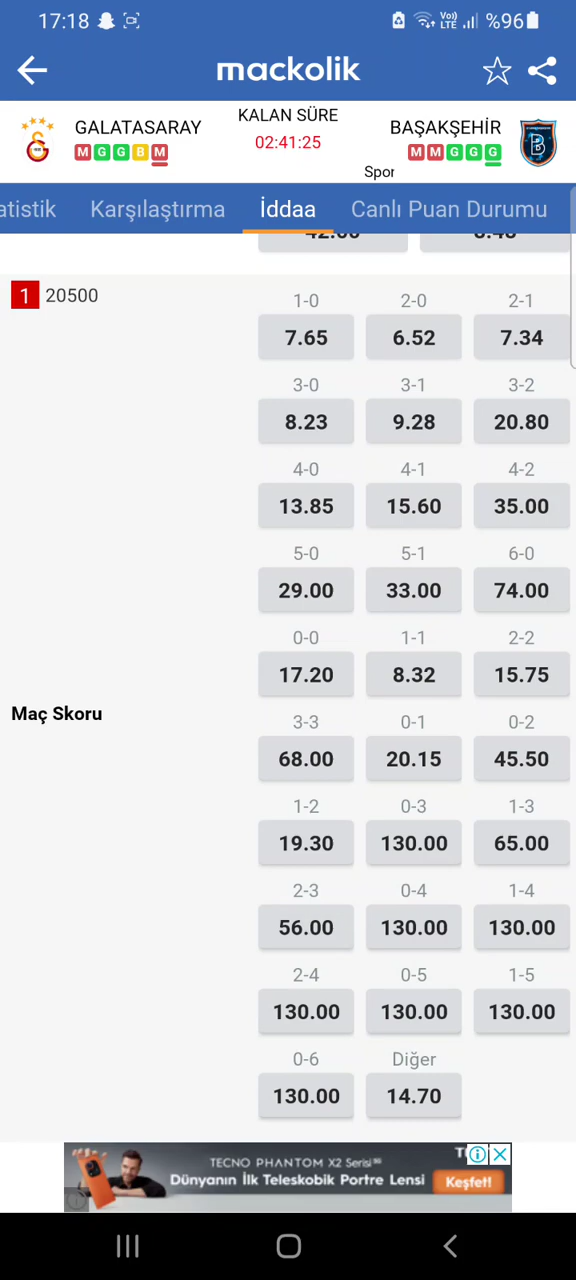 17:18 Vo)) LTE %96
mackolik
GALATASARAY KALAN SÜRE BAŞAKŞEHİR
M G G B M 02:41:25 M M G G G
Spor
atistik Karşılaştırma İddaa Canlı Puan Durumu
42.00 8.48
1 20500
1-0 2-0 2-1
7.65 6.52 7.34
3-0 3-1 3-2
8.23 9.28 20.80
4-0 4-1 4-2
13.85 15.60 35.00
5-0 5-1 6-0
29.00 33.00 74.00
0-0 1-1 2-2
17.20 8.32 15.75
Maç Skoru
3-3 0-1 0-2
68.00 20.15 45.50
1-2 0-3 1-3
19.30 130.00 65.00
2-3 0-4 1-4
56.00 130.00 130.00
2-4 0-5 1-5
130.00 130.00 130.00
0-6 Diğer
130.00 14.70
TECNO PHANTOM X2 Serisi 5G
Dünyanın İlk Teleskobik Portre Lensi
Keşfet!